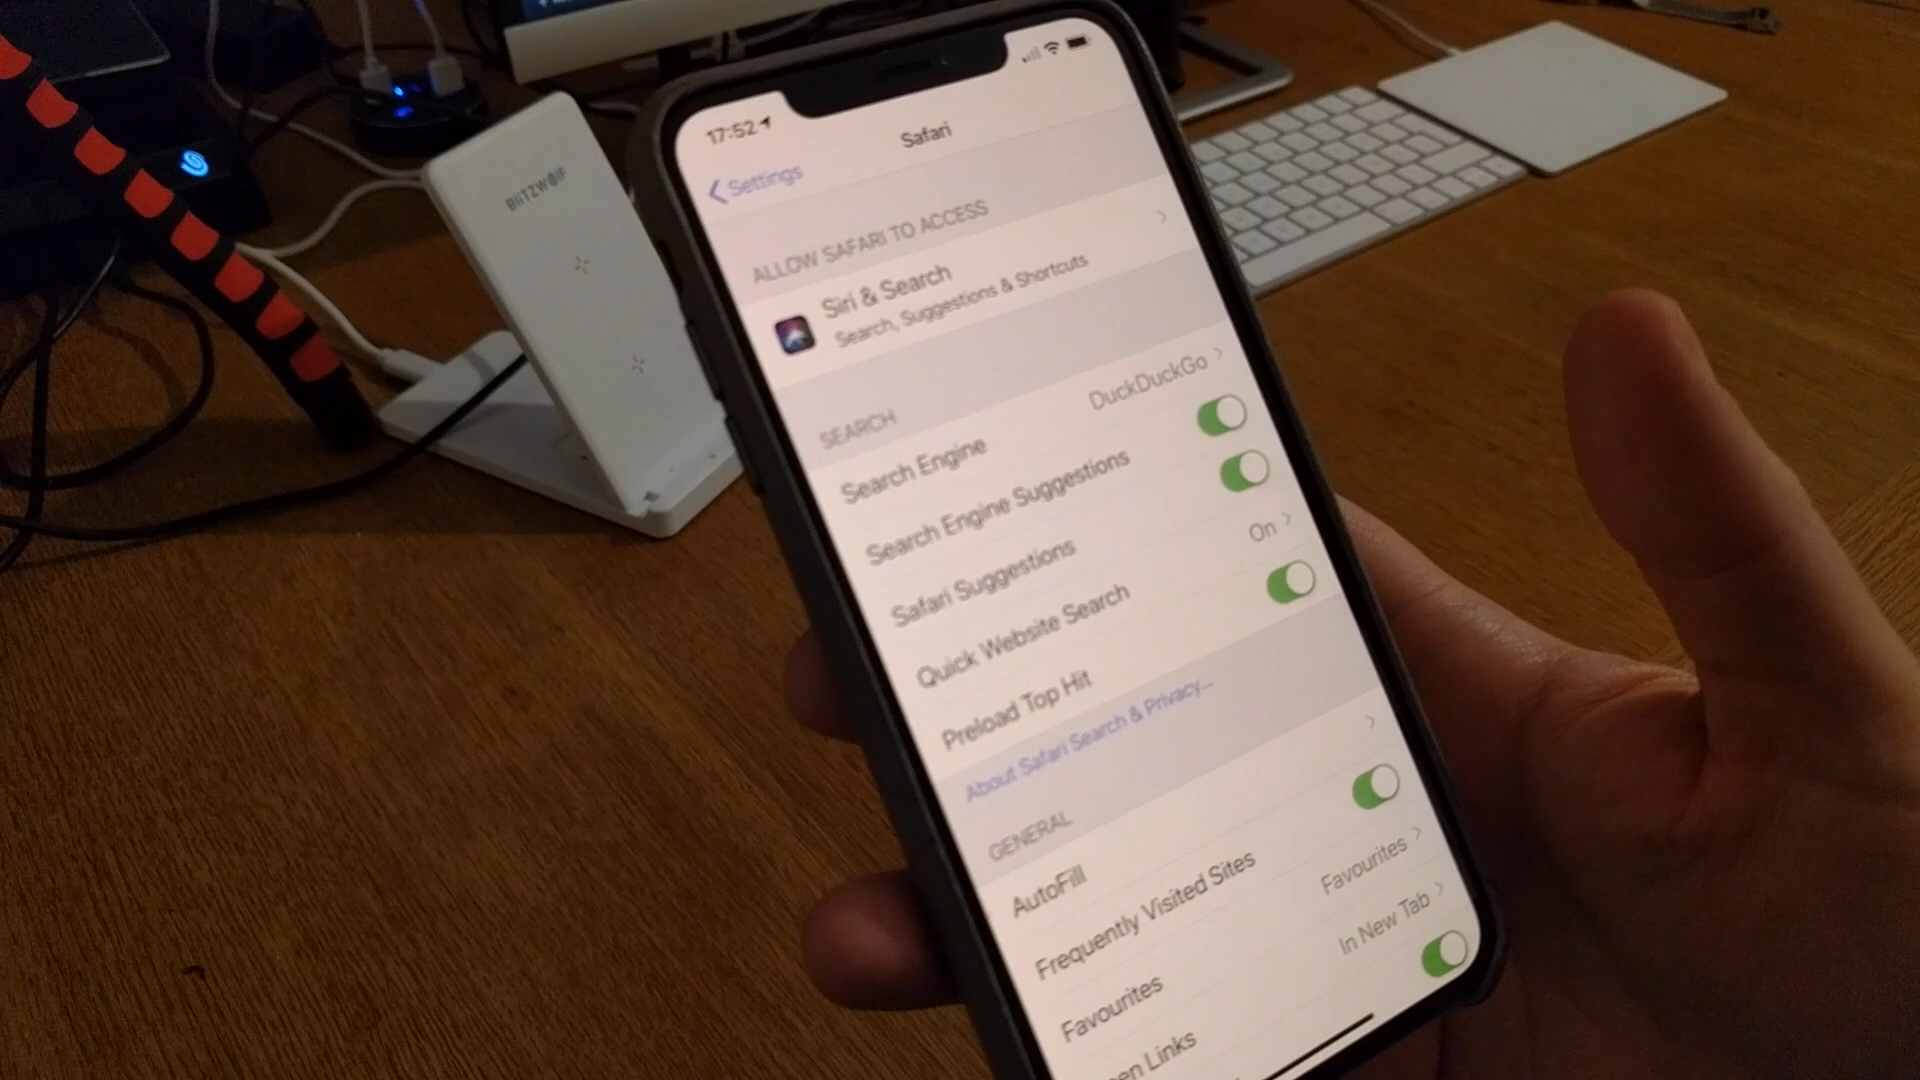 BlITZWOlF
17:52
Safari
Settings
ALLOW SAFARI TO ACCESS
Siri & Search
Search, Suggestions & Shortcuts
SEARCH
Search Engine DuckDuckGo
Search Engine Suggestions
Safari Suggestions
Quick Website Search On
Preload Top Hit
About Safari Search & Privacy...
GENERAL
AutoFill
Frequently Visited Sites
Favourites Favourites
en Links In New Tab